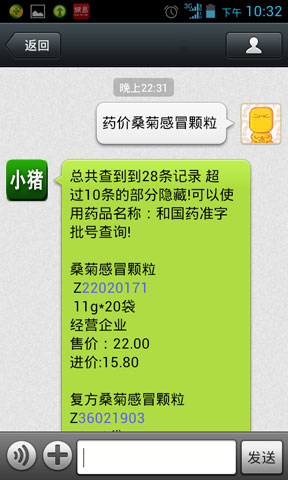 3G
下午 10:32
返回
晚上22:31
药价桑菊感冒颗粒
小猪
总共查到到28条记录 超
过10条的部分隐藏!可以使
用药品名称：和国药准字
批号查询!
桑菊感冒颗粒
Z22020171
11g*20袋
经营企业
售价：22.00
进价:15.80
复方桑菊感冒颗粒
Z36021903
发送